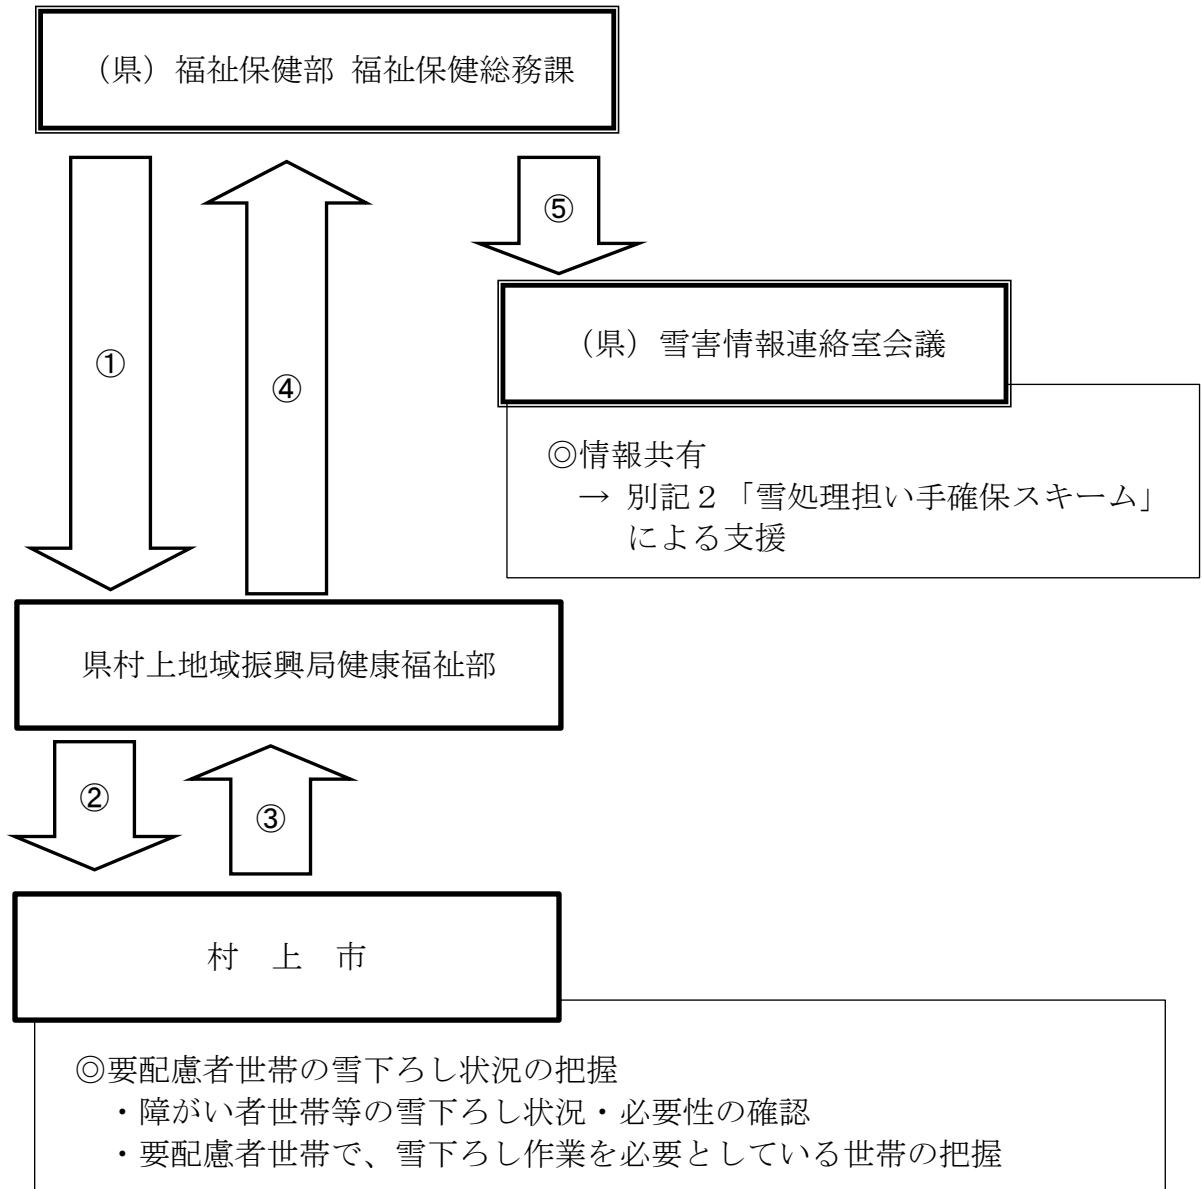 （県）福祉保健部 福祉保健総務課
①
④
⑤
（県）雪害情報連絡室会議
◎情報共有
→ 別記２「雪処理担い手確保スキーム」
による支援
県村上地域振興局健康福祉部
②
③
村　上　市
◎要配慮者世帯の雪下ろし状況の把握
・障がい者世帯等の雪下ろし状況・必要性の確認
・要配慮者世帯で、雪下ろし作業を必要としている世帯の把握